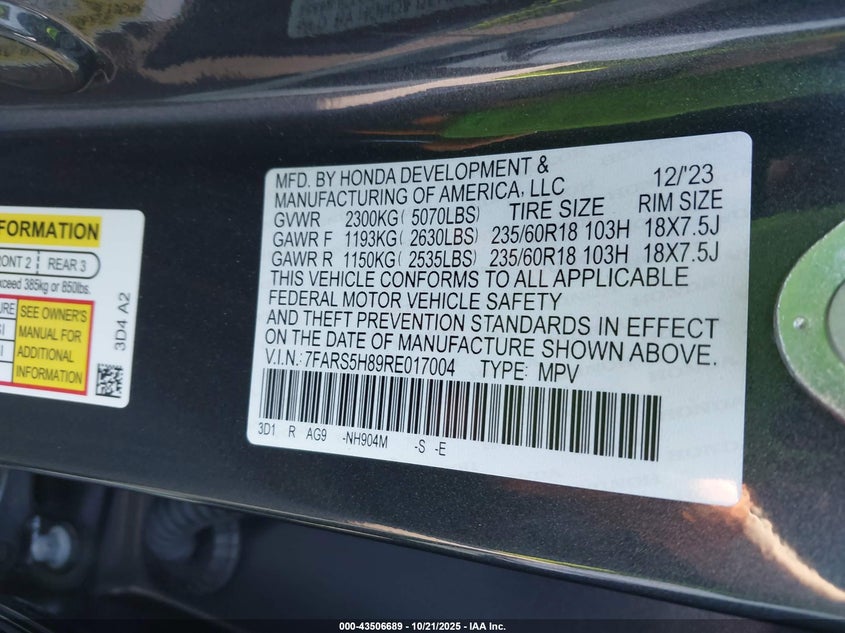 MFD. BY HONDA DEVELOPMENT &
MANUFACTURING OF AMERICA, LLC 12/'23
GVWR 2300KG( 5070LBS) TIRE SIZE RIM SIZE
GAWR F 1193KG( 2630LBS) 235/60R18 103H 18X7.5J
GAWR R 1150KG( 2535LBS) 235/60R18 103H 18X7.5J
THIS VEHICLE CONFORMS TO ALL APPLICABLE
FEDERAL MOTOR VEHICLE SAFETY
AND THEFT PREVENTION STANDARDS IN EFFECT
ON THE DATE OF MANUFACTURE SHOWN ABOVE.
V.I.N.: 7FARS5H89RE017004 TYPE: MPV
3D1 R AG9 -NH904M -S -E
FRONT 2 REAR 3
exceed 385kg or 850lbs.
SEE OWNER'S
MANUAL FOR
ADDITIONAL
INFORMATION
3D4 A2
000-43506689 - 10/21/2025 - IAA Inc.